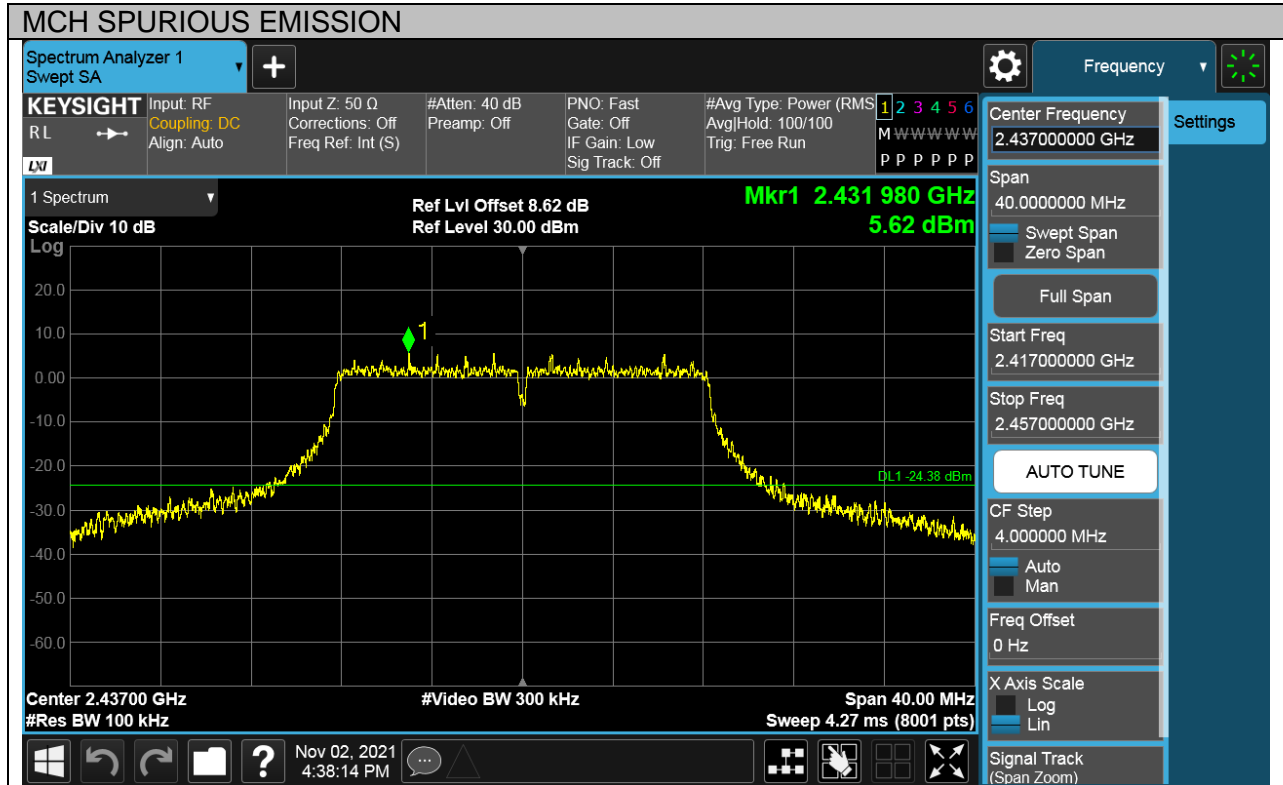 MCH SPURIOUS EMISSION
Spectrum Analyzer 1
Swept SA
+
Frequency
KEYSIGHT
RL
LXI
Input: RF
Coupling: DC
Align: Auto
Input Z: 50 Ω
Corrections: Off
Freq Ref: Int (S)
#Atten: 40 dB
Preamp: Off
PNO: Fast
Gate: Off
IF Gain: Low
Sig Track: Off
#Avg Type: Power (RMS
Avg|Hold: 100/100
Trig: Free Run
1 2 3 4 5 6
M W W W W W
P P P P P P
1 Spectrum
Scale/Div 10 dB
Log
Ref Lvl Offset 8.62 dB
Ref Level 30.00 dBm
Mkr1 2.431 980 GHz
5.62 dBm
20.0
10.0
0.00
-10.0
-20.0
-30.0
-40.0
-50.0
-60.0
1
DL1 -24.38 dBm
Center 2.43700 GHz
#Res BW 100 kHz
#Video BW 300 kHz
Span 40.00 MHz
Sweep 4.27 ms (8001 pts)
?
Nov 02, 2021
4:38:14 PM
Center Frequency
2.437000000 GHz
Settings
Span
40.0000000 MHz
Swept Span
Zero Span
Full Span
Start Freq
2.417000000 GHz
Stop Freq
2.457000000 GHz
AUTO TUNE
CF Step
4.000000 MHz
Auto
Man
Freq Offset
0 Hz
X Axis Scale
Log
Lin
Signal Track
(Span Zoom)